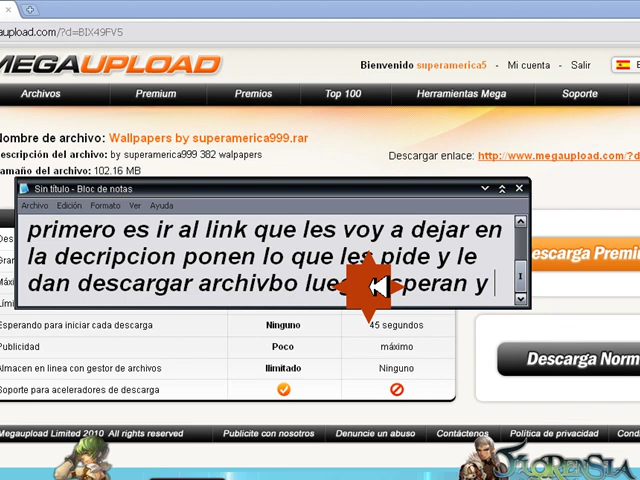 aupload.com/?d=BIX49FV5
MEGAUPLOAD
Bienvenido superamerica5 - Mi cuenta - Salir
Archivos Premium Premios Top 100 Herramientas Mega Soporte
Nombre de archivo: Wallpapers by superamerica999.rar
escripción del archivo: by superamerica999 382 walpapers
Descargar enlace: http://www.megaupload.com/?d
amaño del archivo: 102.16 MB
Sin título - Bloc de notas
Archivo Edición Formato Ver Ayuda
primero es ir al link que les voy a dejar en
la decripcion ponen lo que les pide y le
dan descargar archivbo luego esperan y
escarga Premiu
Esperando para iniciar cada descarga Ninguno 45 segundos
Publicidad Poco máximo
Almacen en linea con gestor de archivos Ilimitado Ninguno
Soporte para aceleradores de descarga
Descarga Norm
Megaupload Limited 2010 All rights reserved Publicite con nosotros Denuncie un abuso Contáctenos Política de privacidad Cond
FLORENSIA